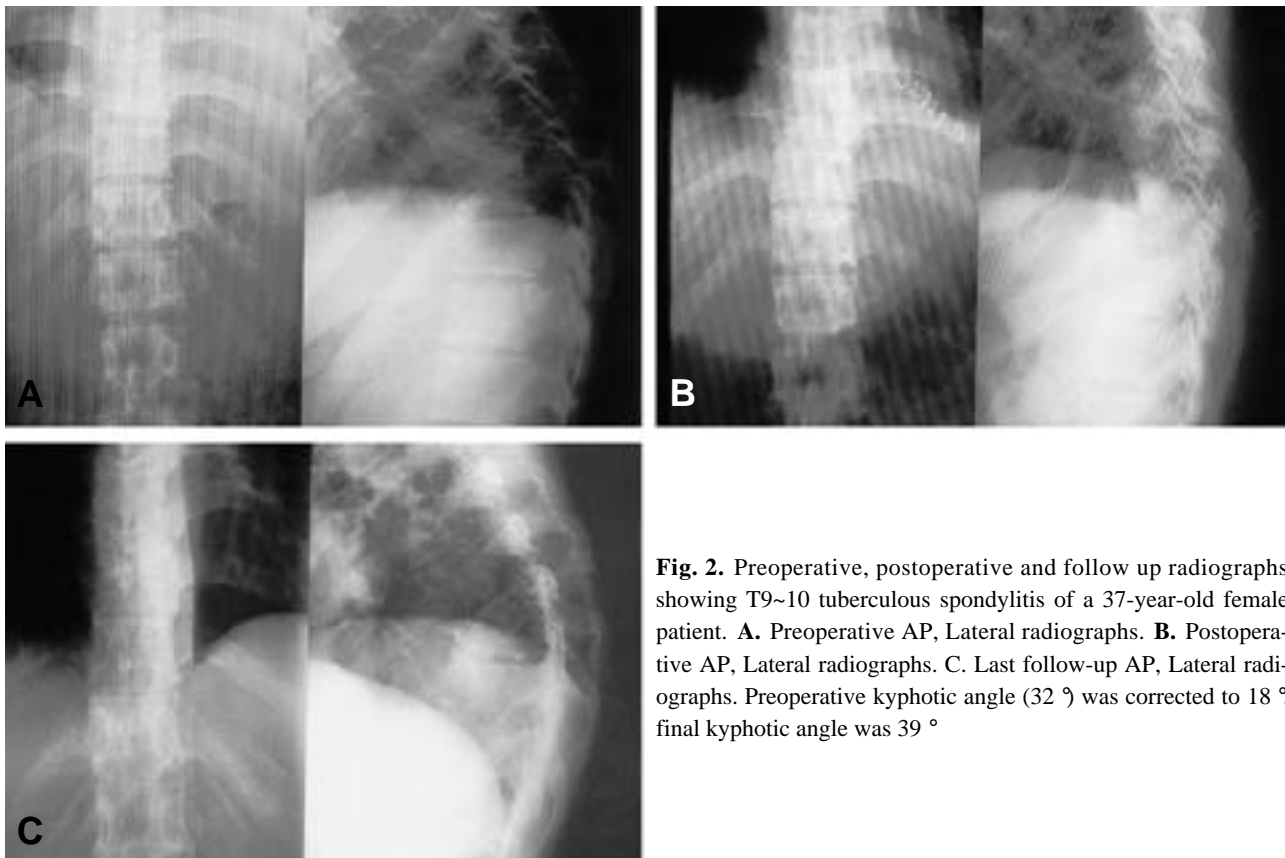 A
B
C
Fig. 2. Preoperative, postoperative and follow up radiographs
showing T9~10 tuberculous spondylitis of a 37-year-old female
patient. A. Preoperative AP, Lateral radiographs. B. Postopera-
tive AP, Lateral radiographs. C. Last follow-up AP, Lateral radi-
ographs. Preoperative kyphotic angle (32 °) was corrected to 18 °,
final kyphotic angle was 39 °